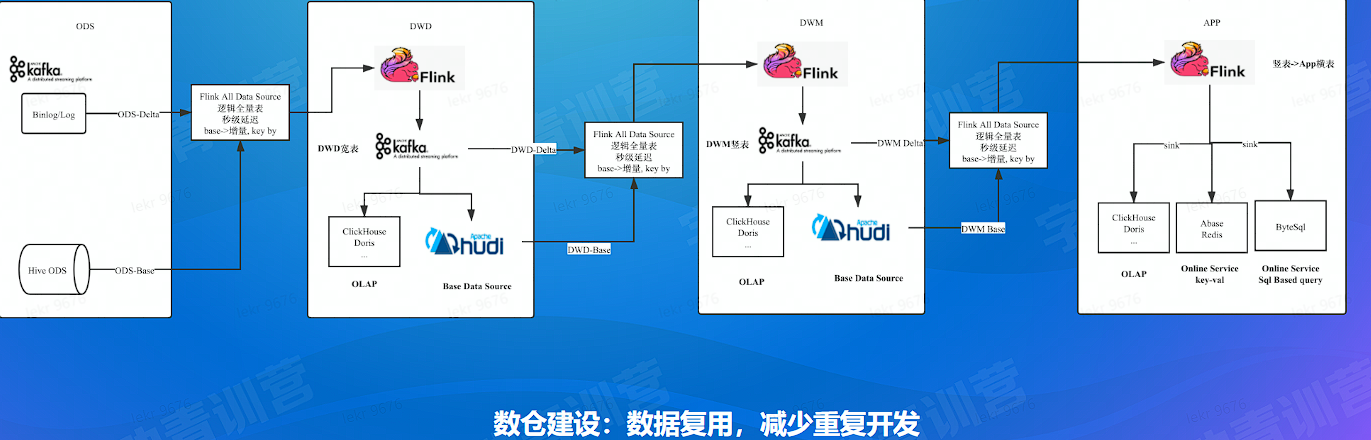 ODS
APACHE
kafka.
A distributed streaming platform
Binlog/Log
ODS-Delta
Hive ODS
ODS-Base
Flink All Data Source
逻辑全量表
秒级延迟
base->增量, key by
DWD
Flink
DWD宽表
APACHE
kafka.
A distributed streaming platform
DWD-Delta
ClickHouse
Doris
...
OLAP
Apache
hudi
Base Data Source
DWD-Base
Flink All Data Source
逻辑全量表
秒级延迟
base->增量, key by
DWM
Flink
DWM竖表
APACHE
kafka.
A distributed streaming platform
DWM Delta
ClickHouse
Doris
...
OLAP
Apache
hudi
Base Data Source
DWM Base
Flink All Data Source
逻辑全量表
秒级延迟
base->增量, key by
APP
Flink
竖表->App横表
sink
sink
ClickHouse
Doris
...
OLAP
Abase
Redis
Online Service
key-val
ByteSql
Online Service
Sql Based query
数仓建设：数据复用，减少重复开发